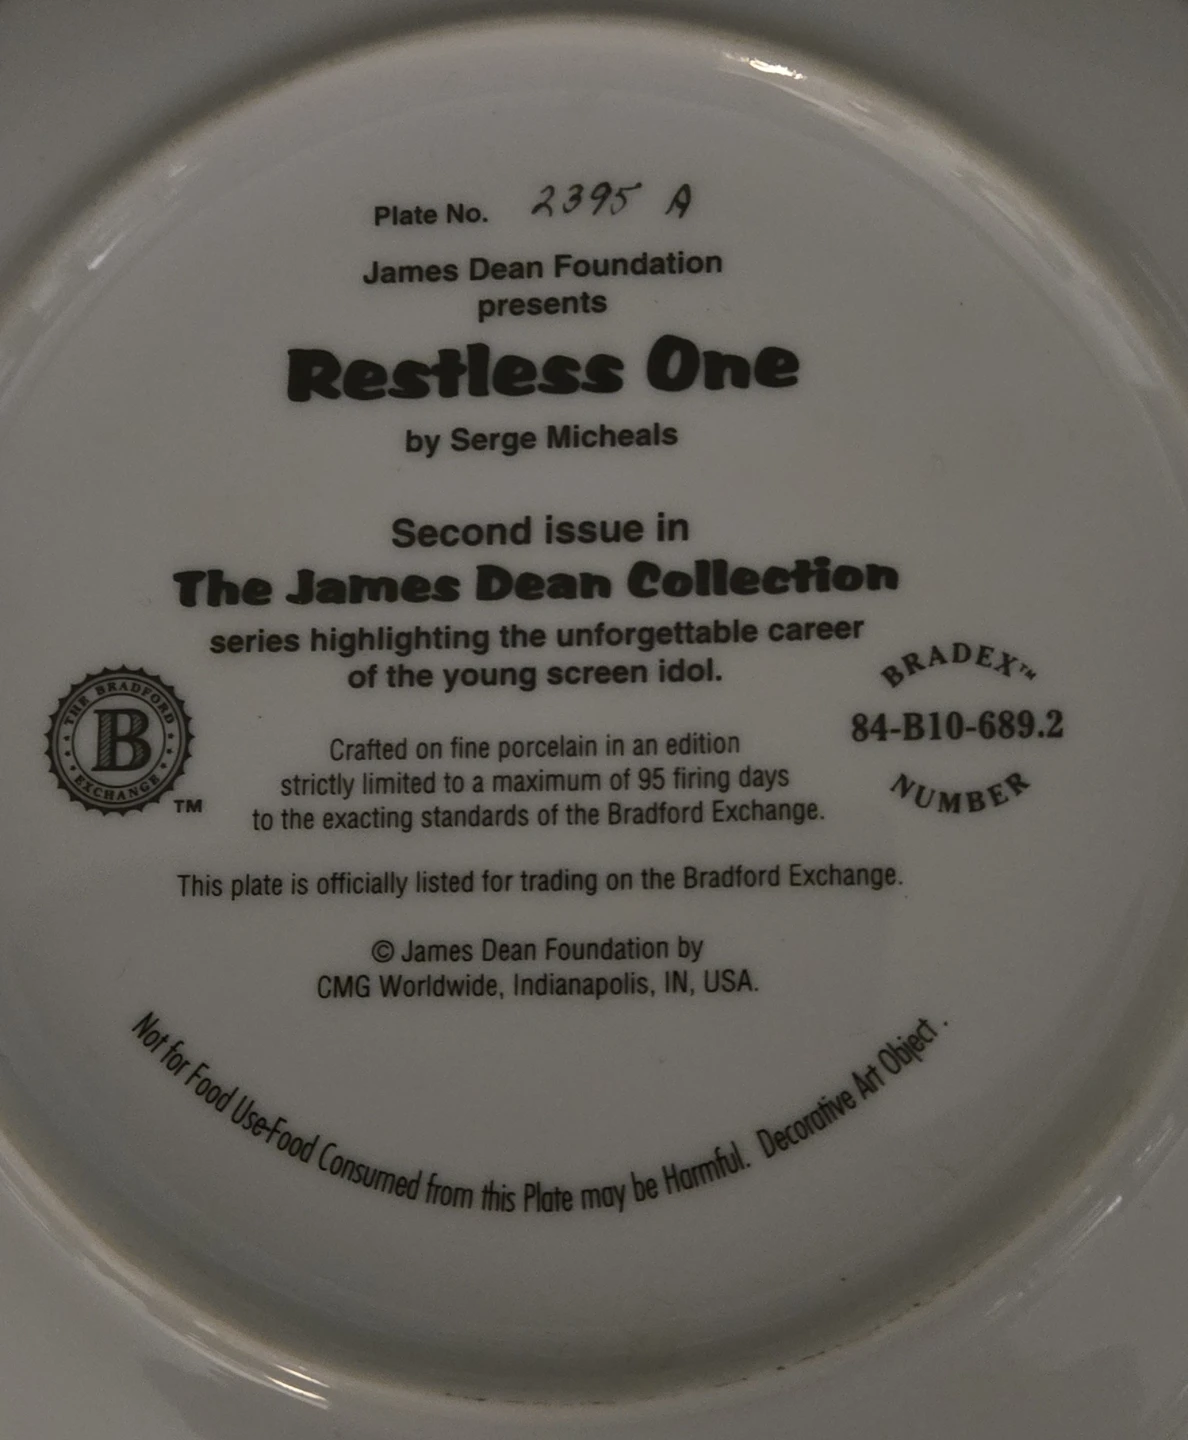 Plate No. 2395 A
James Dean Foundation
presents
Restless One
by Serge Micheals
Second issue in
The James Dean Collection
series highlighting the unforgettable career
of the young screen idol.
THE BRADFORD
B
EXCHANGE
TM
BRADEX™
84-B10-689.2
NUMBER
Crafted on fine porcelain in an edition
strictly limited to a maximum of 95 firing days
to the exacting standards of the Bradford Exchange.
This plate is officially listed for trading on the Bradford Exchange.
© James Dean Foundation by
CMG Worldwide, Indianapolis, IN, USA.
Not for Food Use-Food Consumed from this Plate may be Harmful. Decorative Art Object.